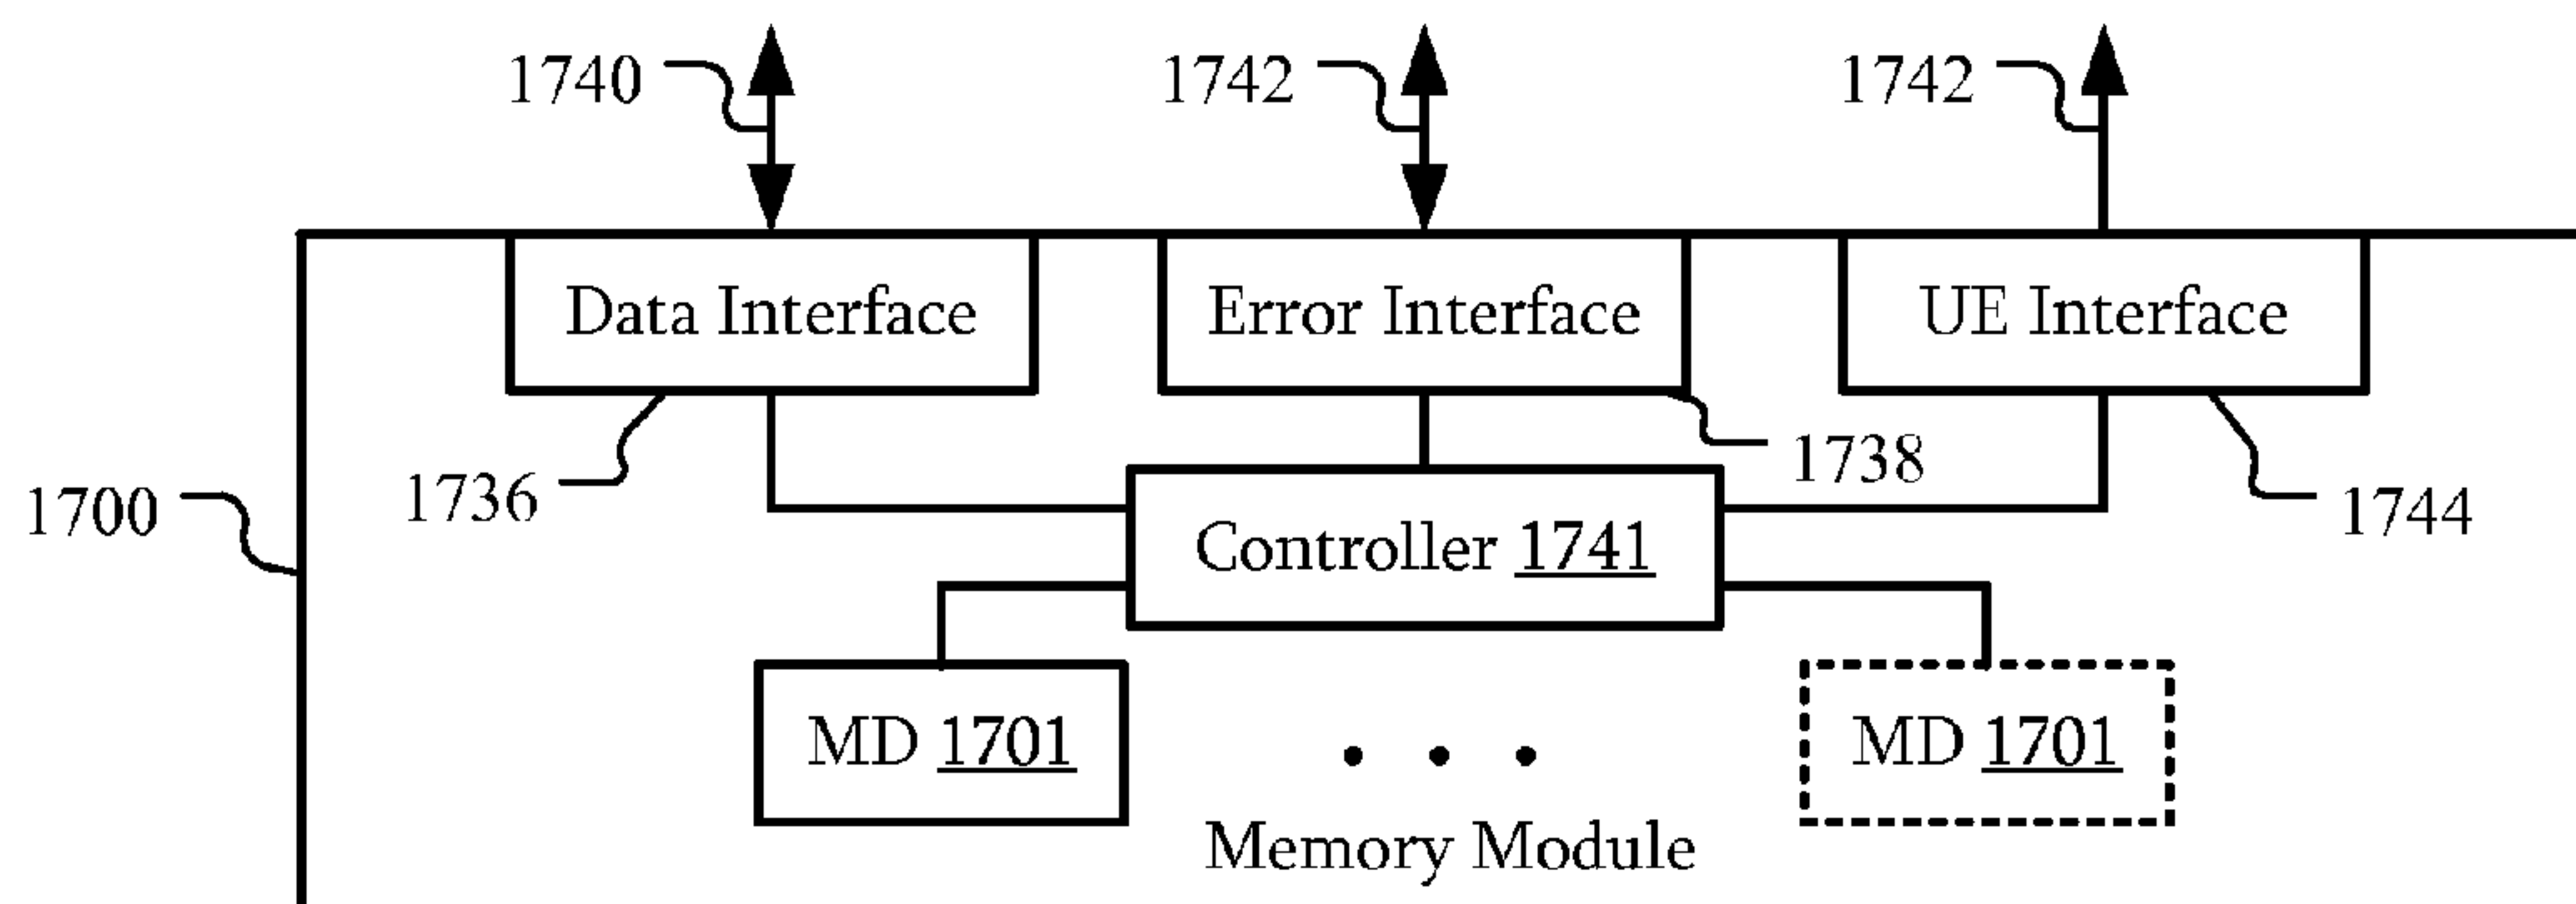 1740
1742
1742
Data Interface
Error Interface
UE Interface
1736
1738
1700
1744
Controller 1741
MD 1701
MD 1701
Memory Module